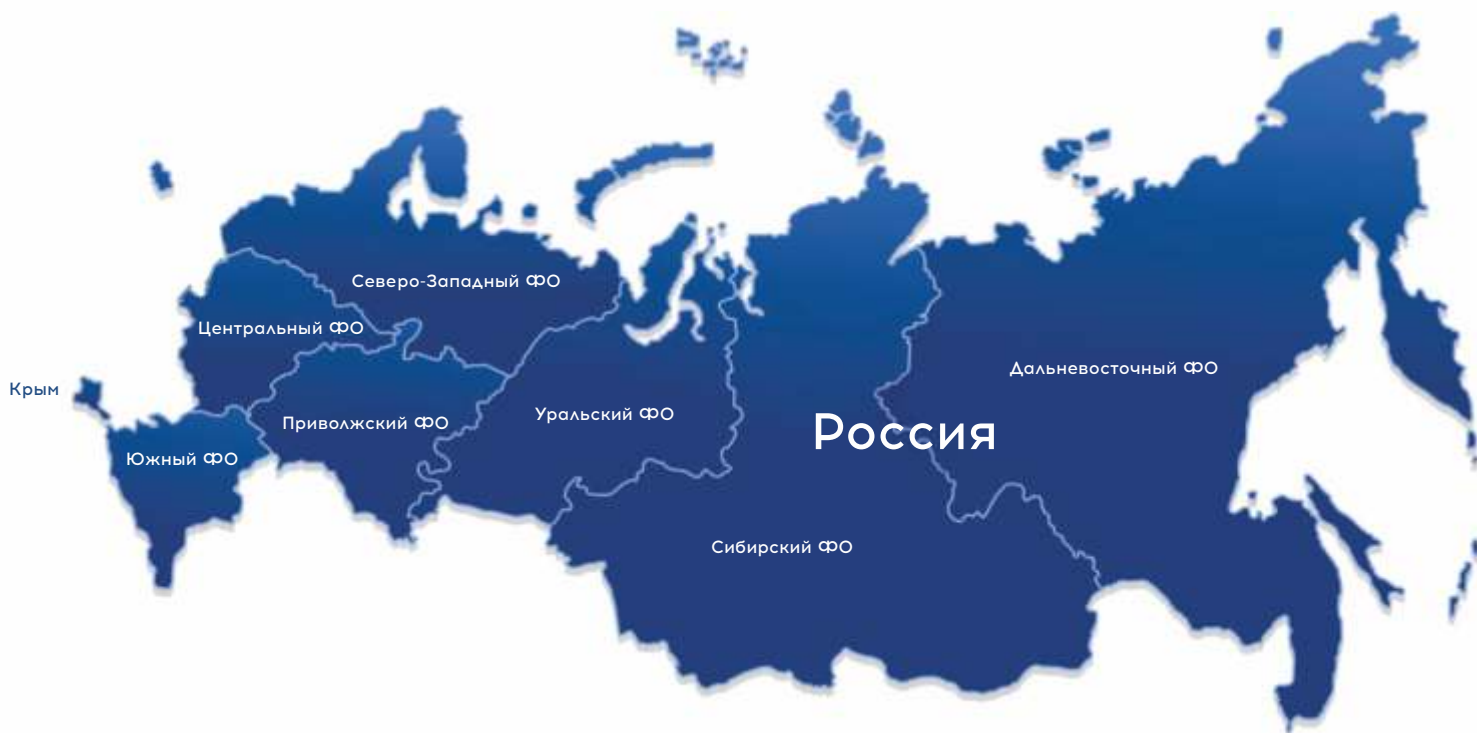 Северо-Западный ФО
Центральный ФО
Дальневосточный ФО
Крым
Уральский ФО
Приволжский ФО
Россия
Южный ФО
Сибирский ФО